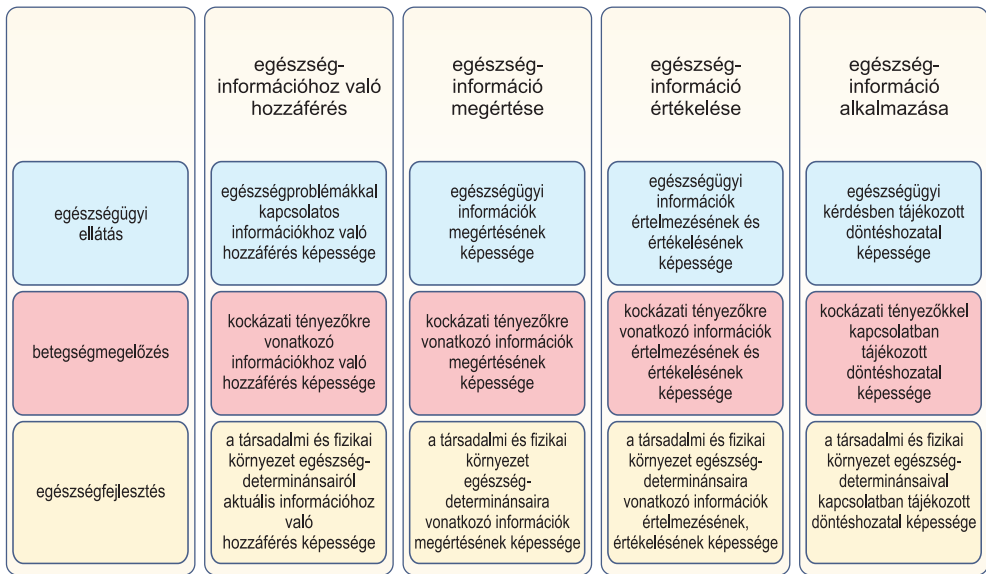 egészség-
információhoz való
hozzáférés
egészség-
információ
megértése
egészség-
információ
értékelése
egészség-
információ
alkalmazása
egészségügyi
ellátás
egészségproblémákkal
kapcsolatos
információkhoz való
hozzáférés képessége
egészségügyi
információk
megértésének
képessége
egészségügyi
információk
értelmezésének és
értékelésének
képessége
egészségügyi
kérdésben tájékozott
döntéshozatal
képessége
betegségmegelőzés
kockázati tényezőkre
vonatkozó
információkhoz való
hozzáférés képessége
kockázati tényezőkre
vonatkozó információk
megértésének
képessége
kockázati tényezőkre
vonatkozó információk
értelmezésének és
értékelésének
képessége
kockázati tényezőkkel
kapcsolatban
tájékozott
döntéshozatal
képessége
egészségfejlesztés
a társadalmi és fizikai
környezet egészség-
determinánsairól
aktuális információhoz
való
hozzáférés képessége
a társadalmi és fizikai
környezet
egészség-
determinánsaira
vonatkozó információk
megértésének képessége
a társadalmi és fizikai
környezet egészség-
determinánsaira
vonatkozó információk
értelmezésének,
értékelésének képessége
a társadalmi és fizikai
környezet egészség-
determinánsaival
kapcsolatban tájékozott
döntéshozatal képessége